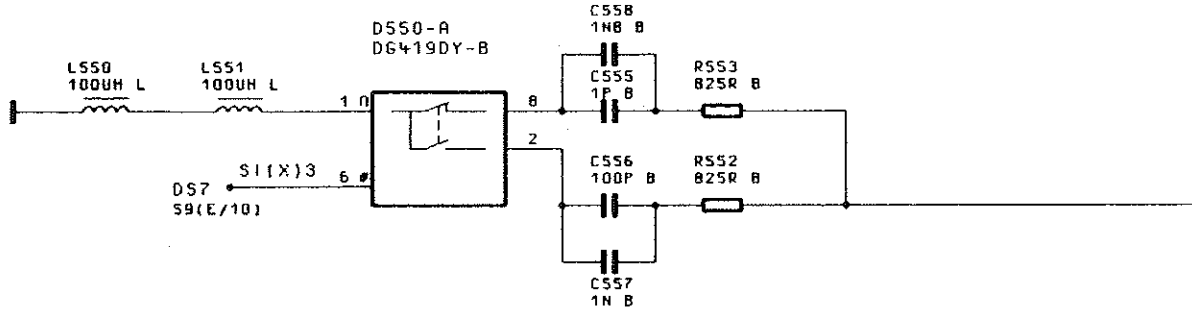 C558
1N8 B
D550-A
DG419DY-B
L550
100UH L
L551
100UH L
C555
1P B
R553
825R B
1
8
2
SI(X)3
6
DS7
S9(E/10)
C556
100P B
R552
825R B
C557
1N B